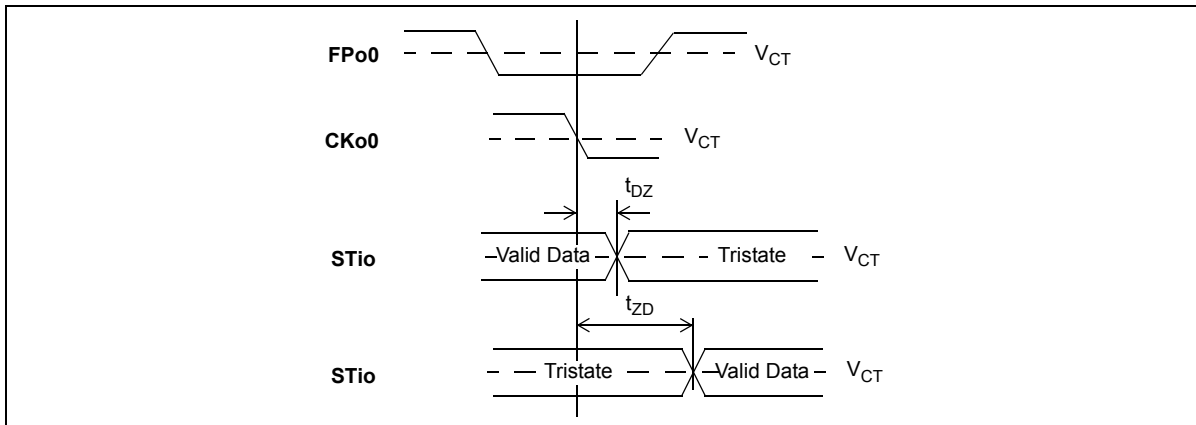 FPo0
V_CT
CKo0
V_CT
t_DZ
STio
Valid Data
Tristate
V_CT
t_ZD
STio
Tristate
Valid Data
V_CT